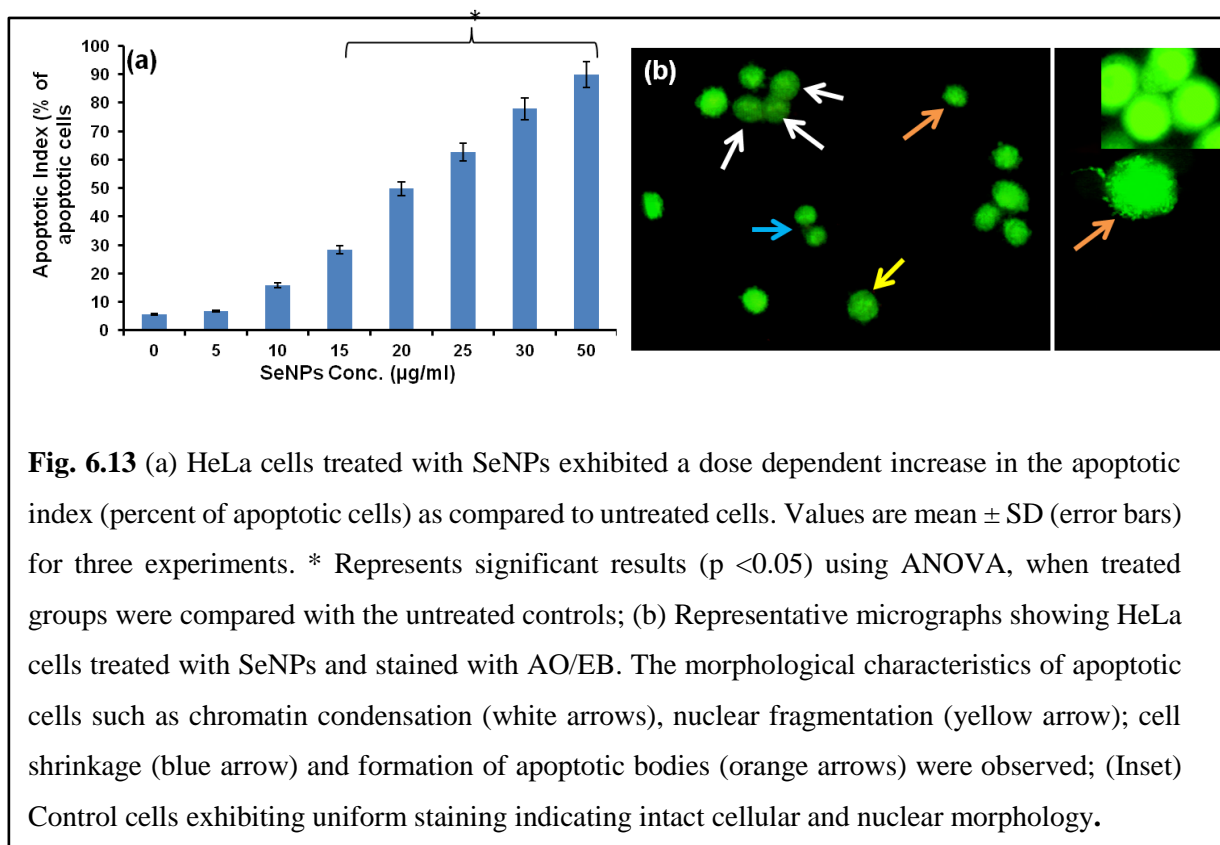 *
(a)
100
90
80
70
60
50
40
30
20
10
0
Apoptotic Index (% of
apoptotic cells
0 5 10 15 20 25 30 50
SeNPs Conc. (µg/ml)
(b)
Fig. 6.13 (a) HeLa cells treated with SeNPs exhibited a dose dependent increase in the apoptotic
index (percent of apoptotic cells) as compared to untreated cells. Values are mean ± SD (error bars)
for three experiments. * Represents significant results (p <0.05) using ANOVA, when treated
groups were compared with the untreated controls; (b) Representative micrographs showing HeLa
cells treated with SeNPs and stained with AO/EB. The morphological characteristics of apoptotic
cells such as chromatin condensation (white arrows), nuclear fragmentation (yellow arrow); cell
shrinkage (blue arrow) and formation of apoptotic bodies (orange arrows) were observed; (Inset)
Control cells exhibiting uniform staining indicating intact cellular and nuclear morphology.